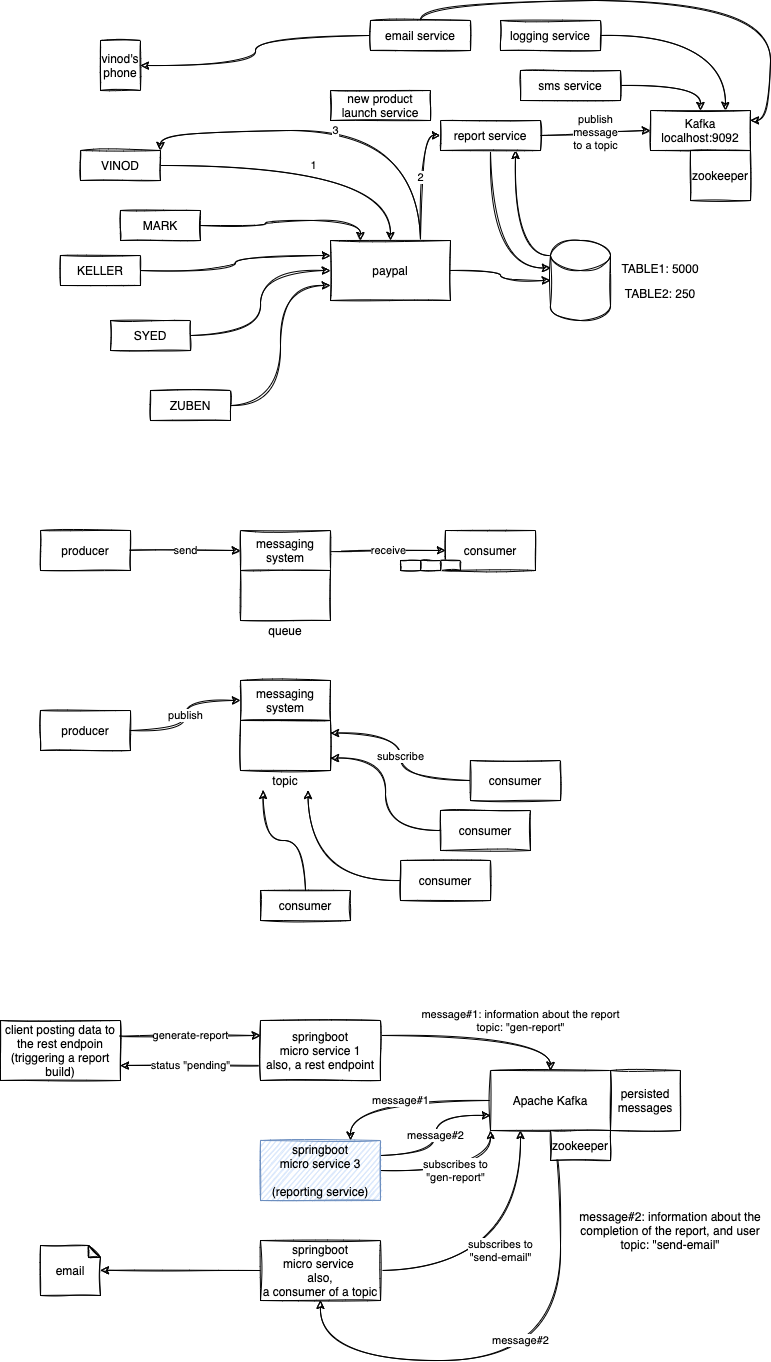 email service
logging service
vinod's
phone
sms service
new product
launch service
publish
message
to a topic
Kafka
localhost:9092
report service
3
VINOD
1
2
zookeeper
MARK
KELLER
paypal
TABLE1: 5000
TABLE2: 250
SYED
ZUBEN
producer
send
messaging
system
receive
consumer
queue
messaging
system
producer
publish
subscribe
topic
consumer
consumer
consumer
consumer
message#1: information about the report
topic: "gen-report"
client posting data to
the rest endpoin
(triggering a report
build)
generate-report
status "pending"
springboot
micro service 1
also, a rest endpoint
Apache Kafka
persisted
messages
message#1
message#2
zookeeper
springboot
micro service 3
(reporting service)
subscribes to
"gen-report"
message#2: information about the
completion of the report, and user
topic: "send-email"
email
springboot
micro service
also,
a consumer of a topic
subscribes to
"send-email"
message#2